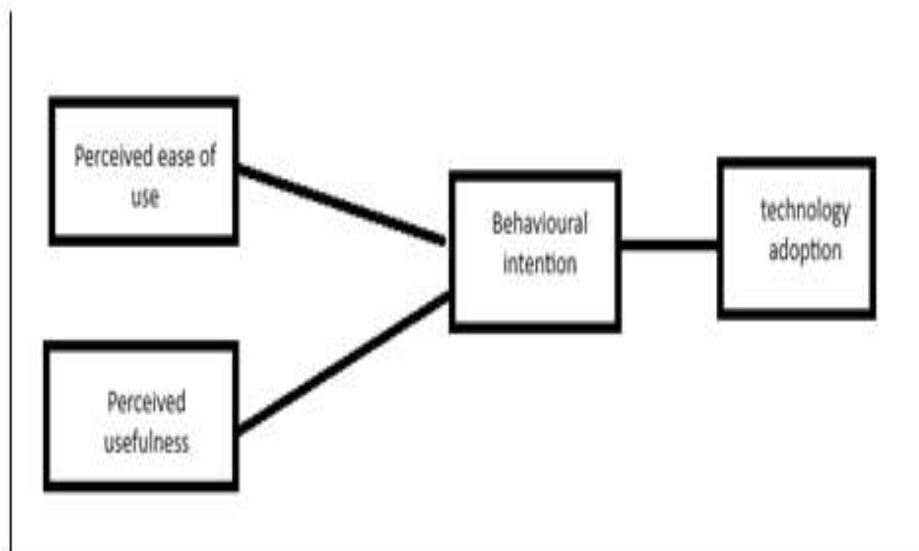 Perceived ease of
use
Perceived
usefulness
Behavioural
intention
technology
adoption